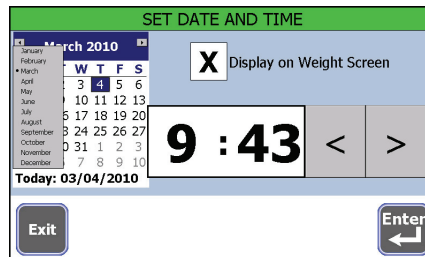 SET DATE AND TIME
March 2010
January
February
• March
April
May
June
July
August
September
October
November
December
W T F S
3 4 5 6
10 11 12 13
17 18 19 20
24 25 26 27
31 1 2 3
7 8 9 10
Today: 03/04/2010
X Display on Weight Screen
9 : 43 < >
Exit
Enter